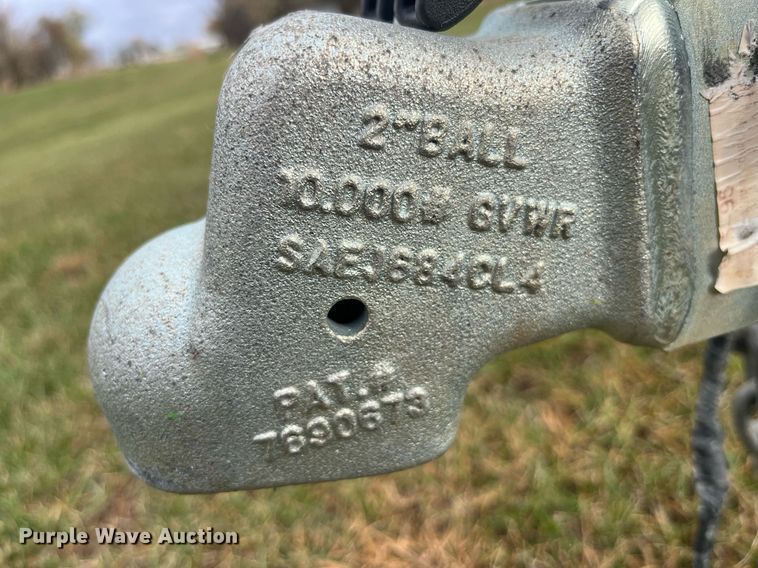 2" BALL
10.000# GVWR
SAEJ684CL4
PAT.#
7690673
Purple Wave Auction